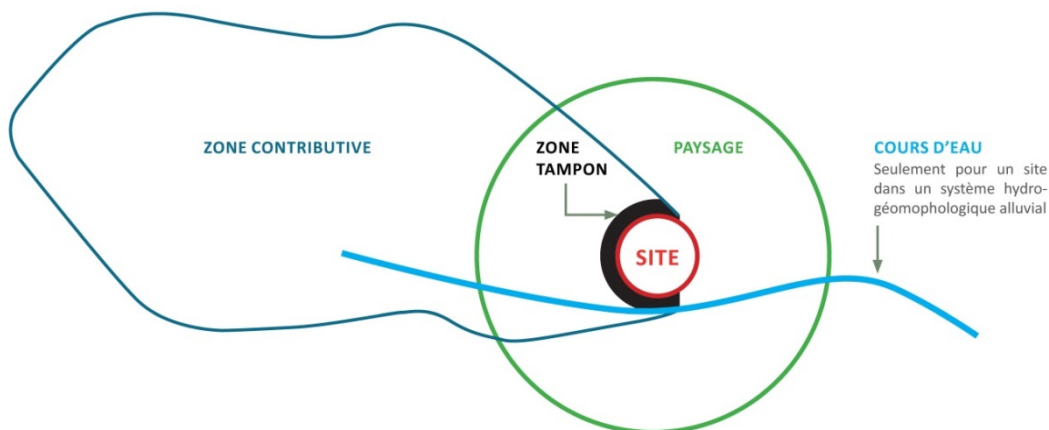 ZONE CONTRIBUTIVE
ZONE
TAMPON
PAYSAGE
COURS D'EAU
Seulement pour un site
dans un système hydro-
géomophologique alluvial
SITE